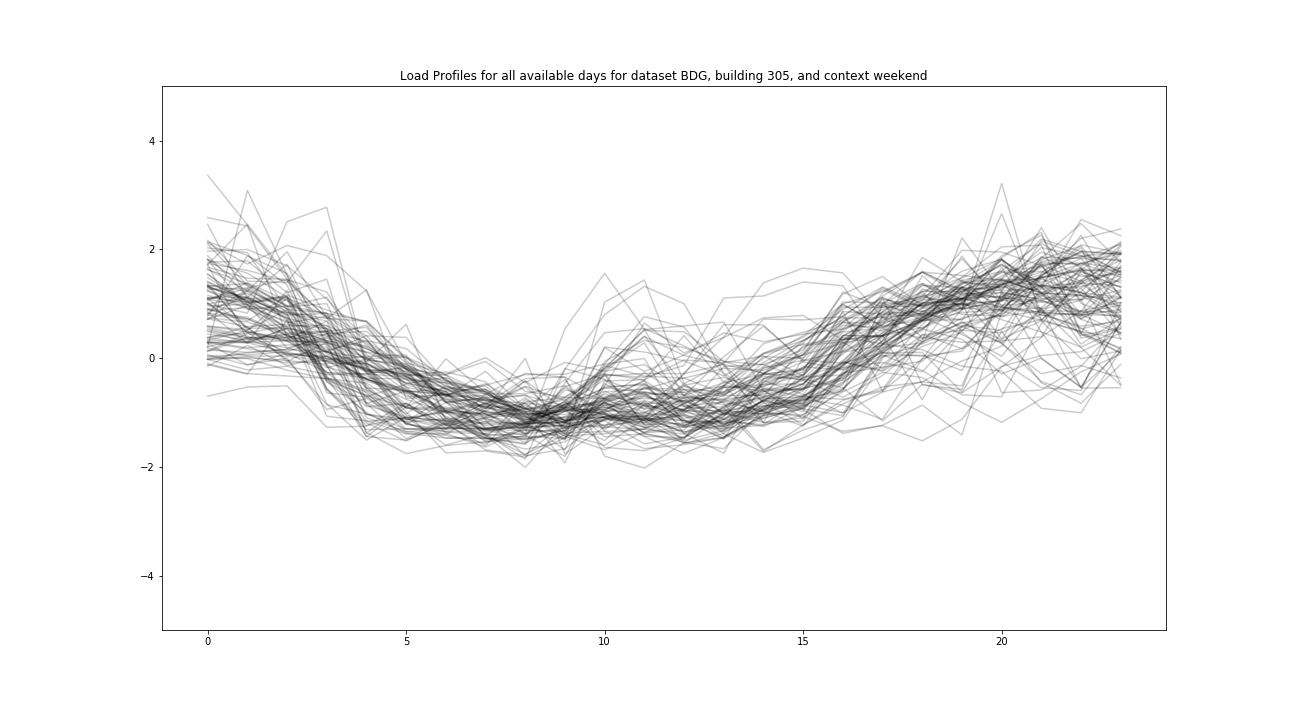 Load Profiles for all available days for dataset BDG, building 305, and context weekend
4
2
0
−2
−4
0 5 10 15 20